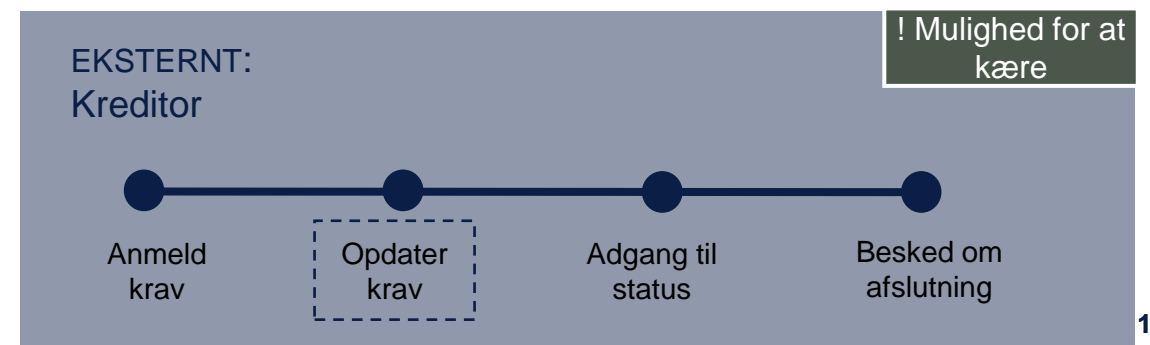 ! Mulighed for at
kære
EKSTERNT:
Kreditor
Anmeld
krav
Opdater
krav
Adgang til
status
Besked om
afslutning
1